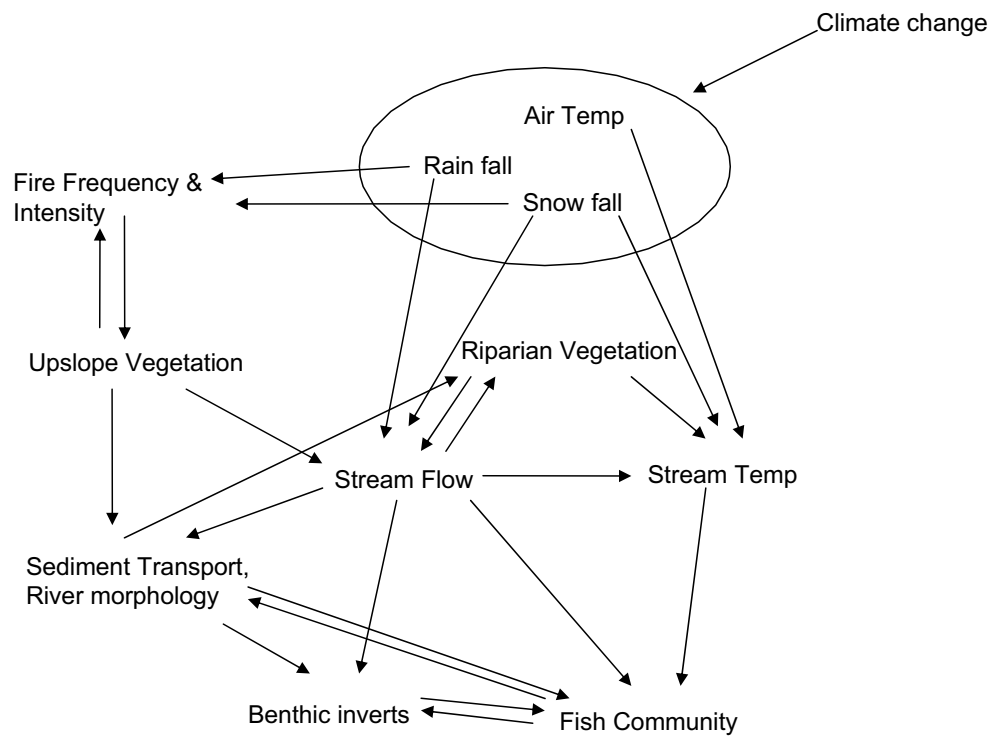 Climate change
Air Temp
Rain fall
Fire Frequency &
Intensity
Snow fall
Riparian Vegetation
Upslope Vegetation
Stream Flow
Stream Temp
Sediment Transport,
River morphology
Benthic inverts
Fish Community